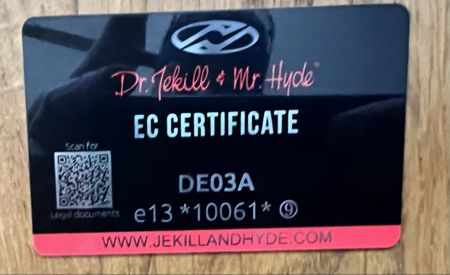 Dr. Jekill & Mr. Hyde®
EC CERTIFICATE
Scan for
Legal documents
DE03A
e13 *10061* ⑨
WWW.JEKILLANDHYDE.COM